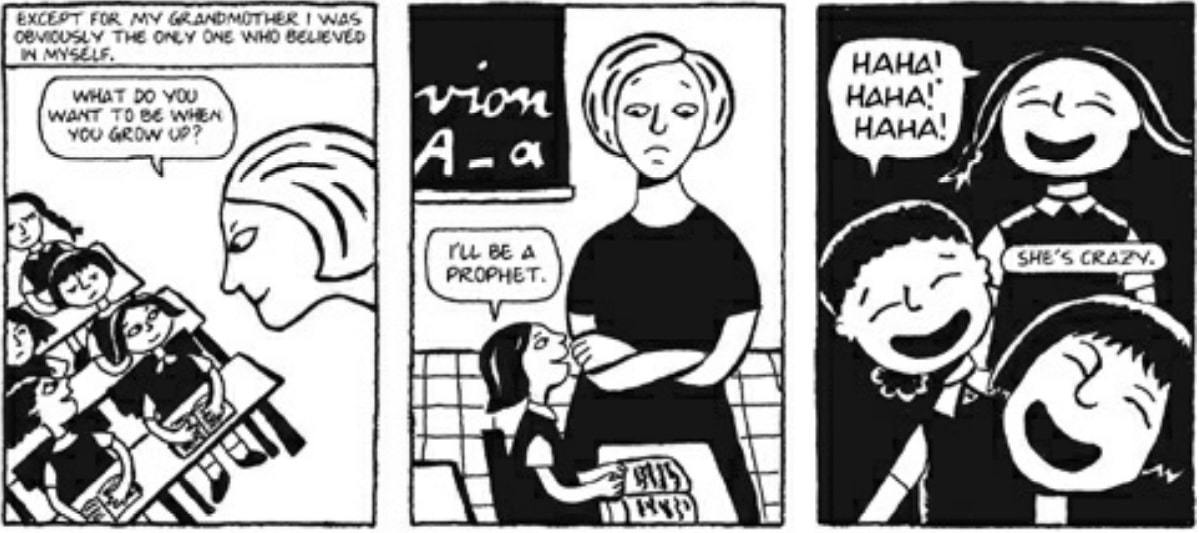 EXCEPT FOR MY GRANDMOTHER I WAS
OBVIOUSLY THE ONLY ONE WHO BELIEVED
IN MYSELF.
WHAT DO YOU
WANT TO BE WHEN
YOU GROW UP?
vion
A - a
I'LL BE A
PROPHET.
HAHA!
HAHA!
HAHA!
SHE'S CRAZY.